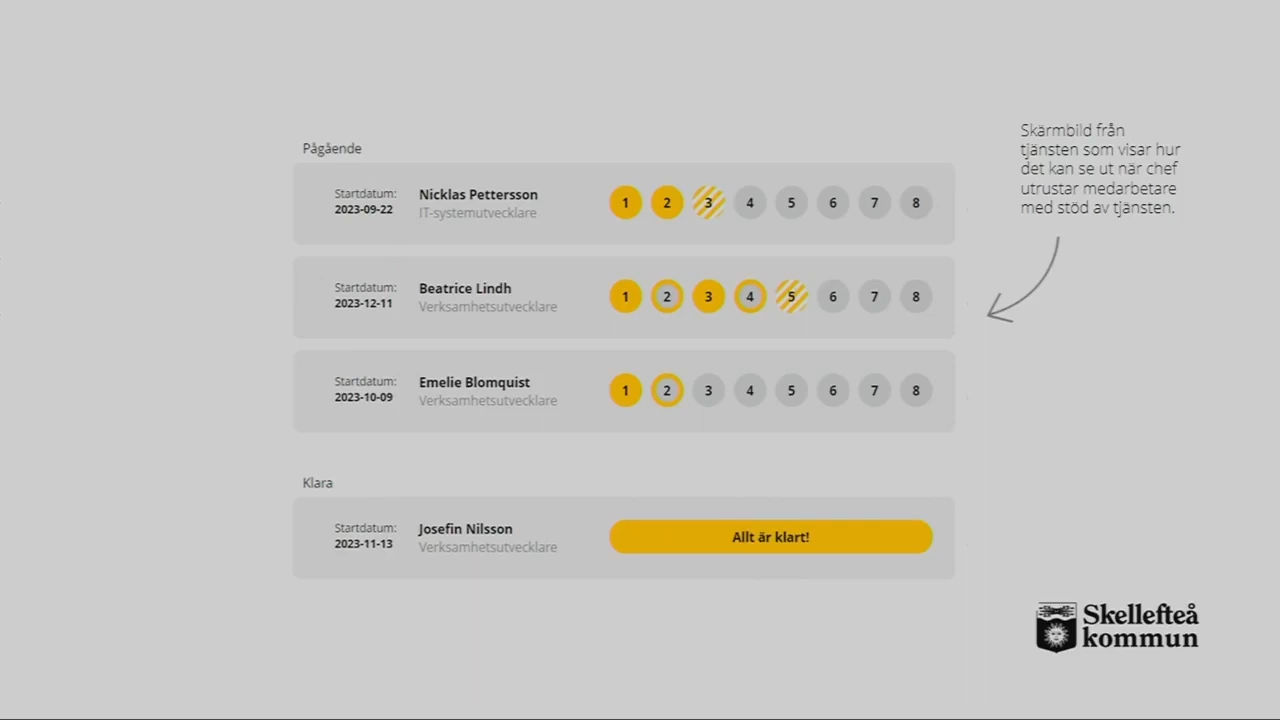 Pågående
Startdatum:
2023-09-22
Nicklas Pettersson
IT-systemutvecklare
1 2 3 4 5 6 7 8
Startdatum:
2023-12-11
Beatrice Lindh
Verksamhetsutvecklare
1 2 3 4 5 6 7 8
Startdatum:
2023-10-09
Emelie Blomquist
Verksamhetsutvecklare
1 2 3 4 5 6 7 8
Klara
Startdatum:
2023-11-13
Josefin Nilsson
Verksamhetsutvecklare
Allt är klart!
Skärmbild från
tjänsten som visar hur
det kan se ut när chef
utrustar medarbetare
med stöd av tjänsten.
Skellefteå
kommun